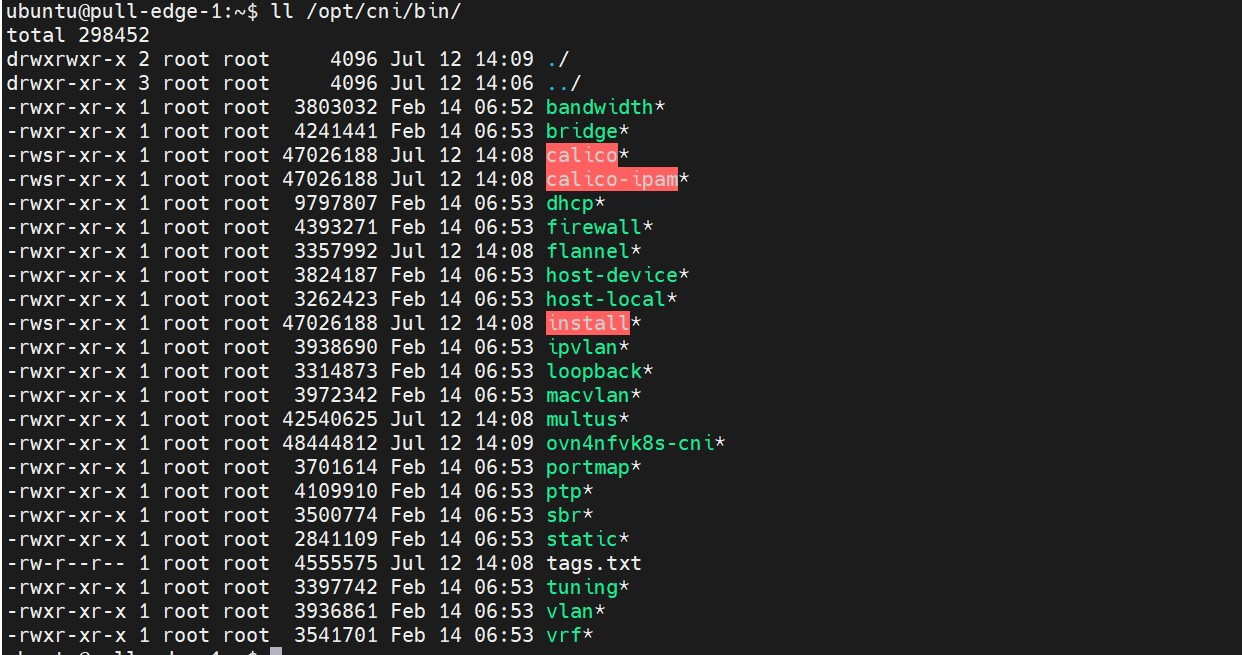 ubuntu@pull-edge-1:~$ ll /opt/cni/bin/
total 298452
drwxrwxr-x 2 root root     4096 Jul 12 14:09 ./
drwxr-xr-x 3 root root     4096 Jul 12 14:06 ../
-rwxr-xr-x 1 root root  3803032 Feb 14 06:52 bandwidth*
-rwxr-xr-x 1 root root  4241441 Feb 14 06:53 bridge*
-rwsr-xr-x 1 root root 47026188 Jul 12 14:08 calico*
-rwsr-xr-x 1 root root 47026188 Jul 12 14:08 calico-ipam*
-rwxr-xr-x 1 root root  9797807 Feb 14 06:53 dhcp*
-rwxr-xr-x 1 root root  4393271 Feb 14 06:53 firewall*
-rwxr-xr-x 1 root root  3357992 Jul 12 14:08 flannel*
-rwxr-xr-x 1 root root  3824187 Feb 14 06:53 host-device*
-rwxr-xr-x 1 root root  3262423 Feb 14 06:53 host-local*
-rwsr-xr-x 1 root root 47026188 Jul 12 14:08 install*
-rwxr-xr-x 1 root root  3938690 Feb 14 06:53 ipvlan*
-rwxr-xr-x 1 root root  3314873 Feb 14 06:53 loopback*
-rwxr-xr-x 1 root root  3972342 Feb 14 06:53 macvlan*
-rwxr-xr-x 1 root root 42540625 Jul 12 14:08 multus*
-rwxr-xr-x 1 root root 48444812 Jul 12 14:09 ovn4nfvk8s-cni*
-rwxr-xr-x 1 root root  3701614 Feb 14 06:53 portmap*
-rwxr-xr-x 1 root root  4109910 Feb 14 06:53 ptp*
-rwxr-xr-x 1 root root  3500774 Feb 14 06:53 sbr*
-rwxr-xr-x 1 root root  2841109 Feb 14 06:53 static*
-rw-r--r-- 1 root root  4555575 Jul 12 14:08 tags.txt
-rwxr-xr-x 1 root root  3397742 Feb 14 06:53 tuning*
-rwxr-xr-x 1 root root  3936861 Feb 14 06:53 vlan*
-rwxr-xr-x 1 root root  3541701 Feb 14 06:53 vrf*